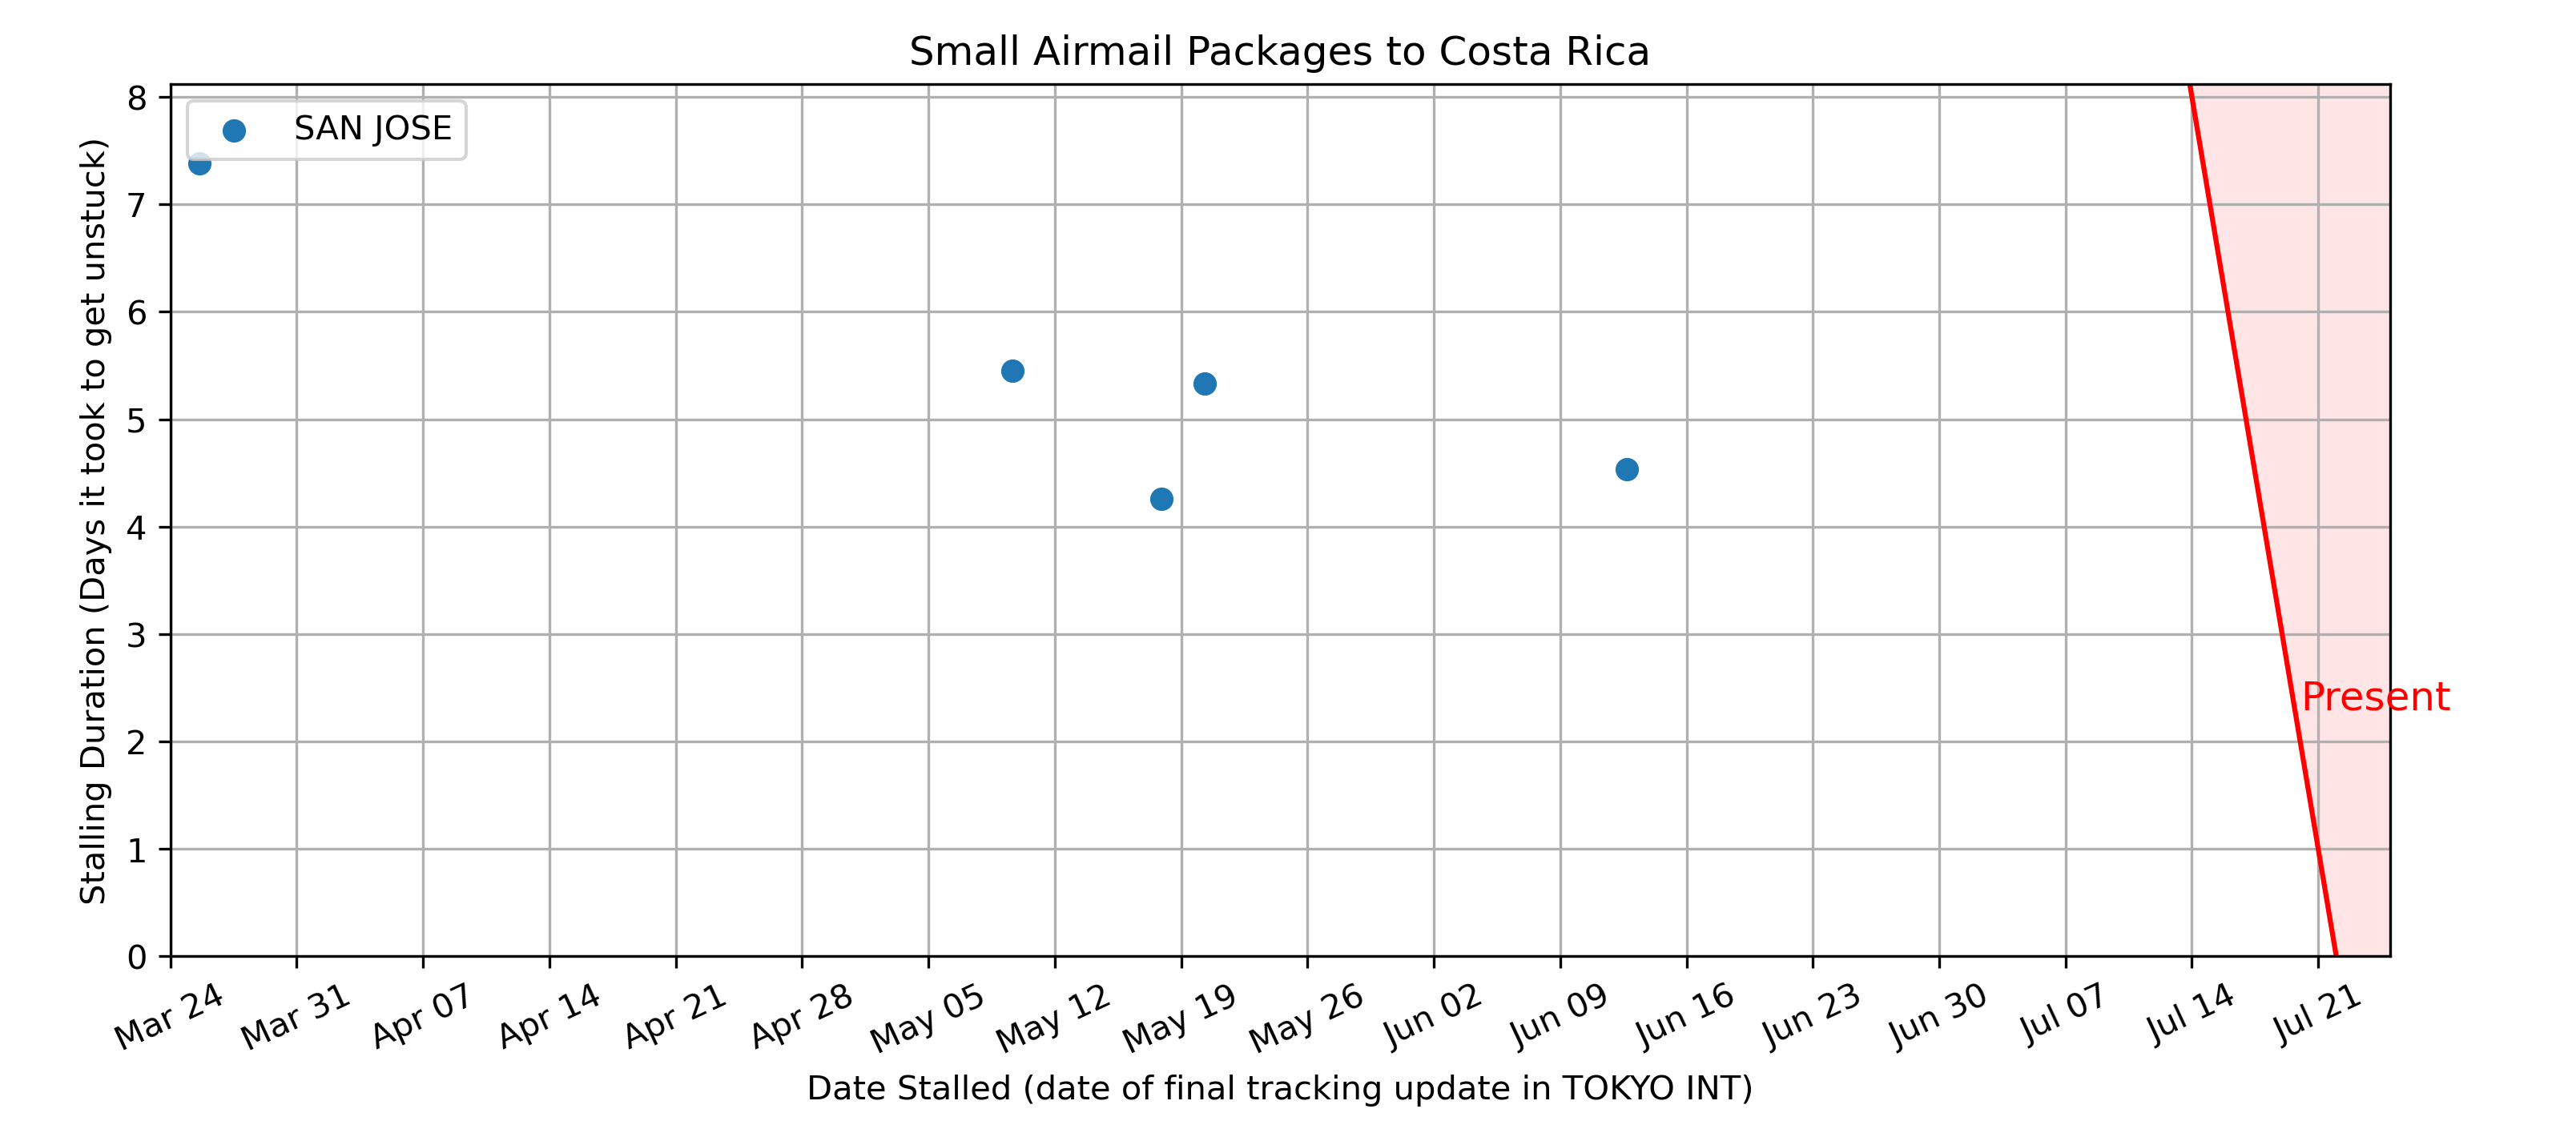 Small Airmail Packages to Costa Rica
SAN JOSE
Stalling Duration (Days it took to get unstuck)
8
7
6
5
4
3
2
1
0
Present
Mar 24 Mar 31 Apr 07 Apr 14 Apr 21 Apr 28 May 05 May 12 May 19 May 26 Jun 02 Jun 09 Jun 16 Jun 23 Jun 30 Jul 07 Jul 14 Jul 21
Date Stalled (date of final tracking update in TOKYO INT)